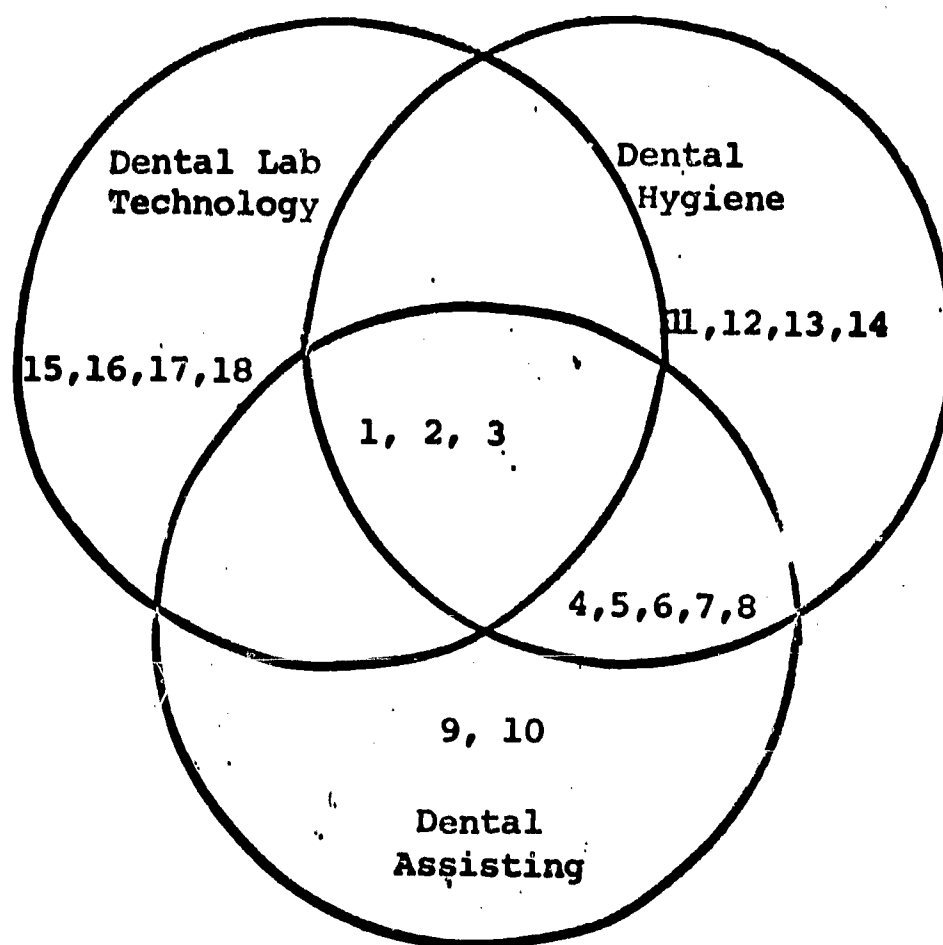 Dental Lab
Technology
Dental
Hygiene
11,12,13,14
15,16,17,18
1, 2, 3
4,5,6,7,8
9, 10
Dental
Assisting